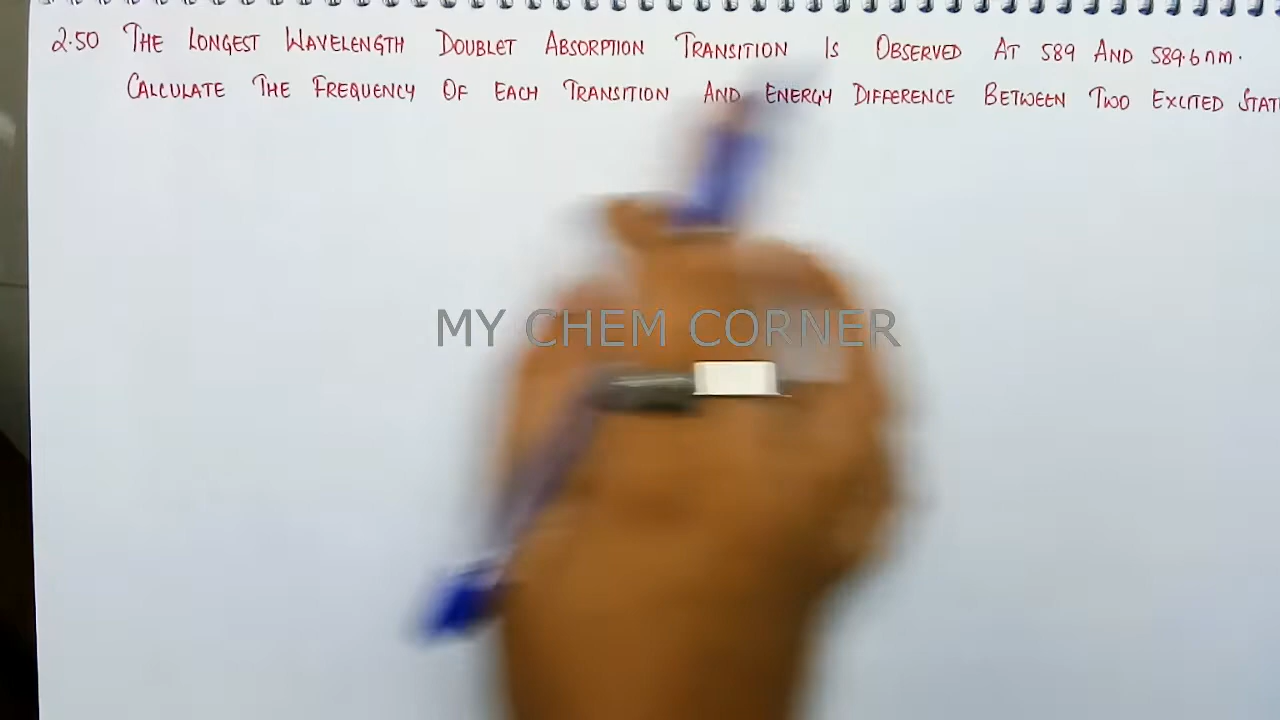 2.50 THE LONGEST WAVELENGTH DOUBLET ABSORPTION TRANSITION IS OBSERVED AT 589 AND 589.6 nm.
CALCULATE THE FREQUENCY OF EACH TRANSITION AND ENERGY DIFFERENCE BETWEEN TWO EXCITED STAT
MY CHEM CORNER